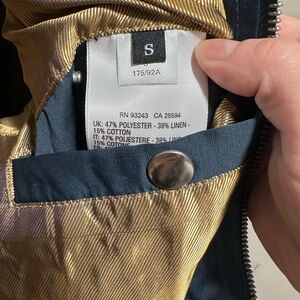 S
175/92A
RN 93243 CA 25594
UK: 47% POLYESTER - 38% LINEN -
15% COTTON
IT: 47% POLIESTERE - 38% LINO -
15% COTONE